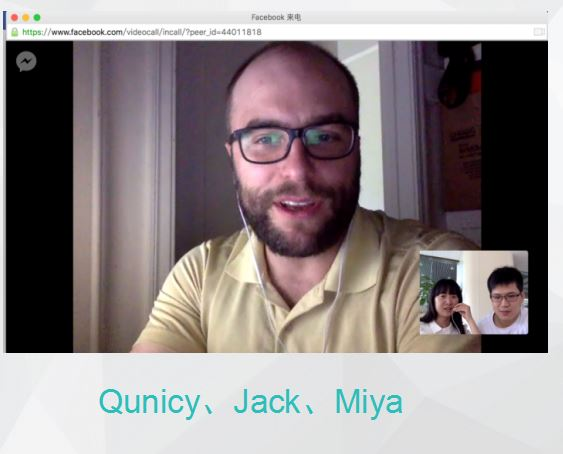 Facebook 来电
https://www.facebook.com/videocall/incall/?peer_id=44011818
Qunicy、Jack、Miya